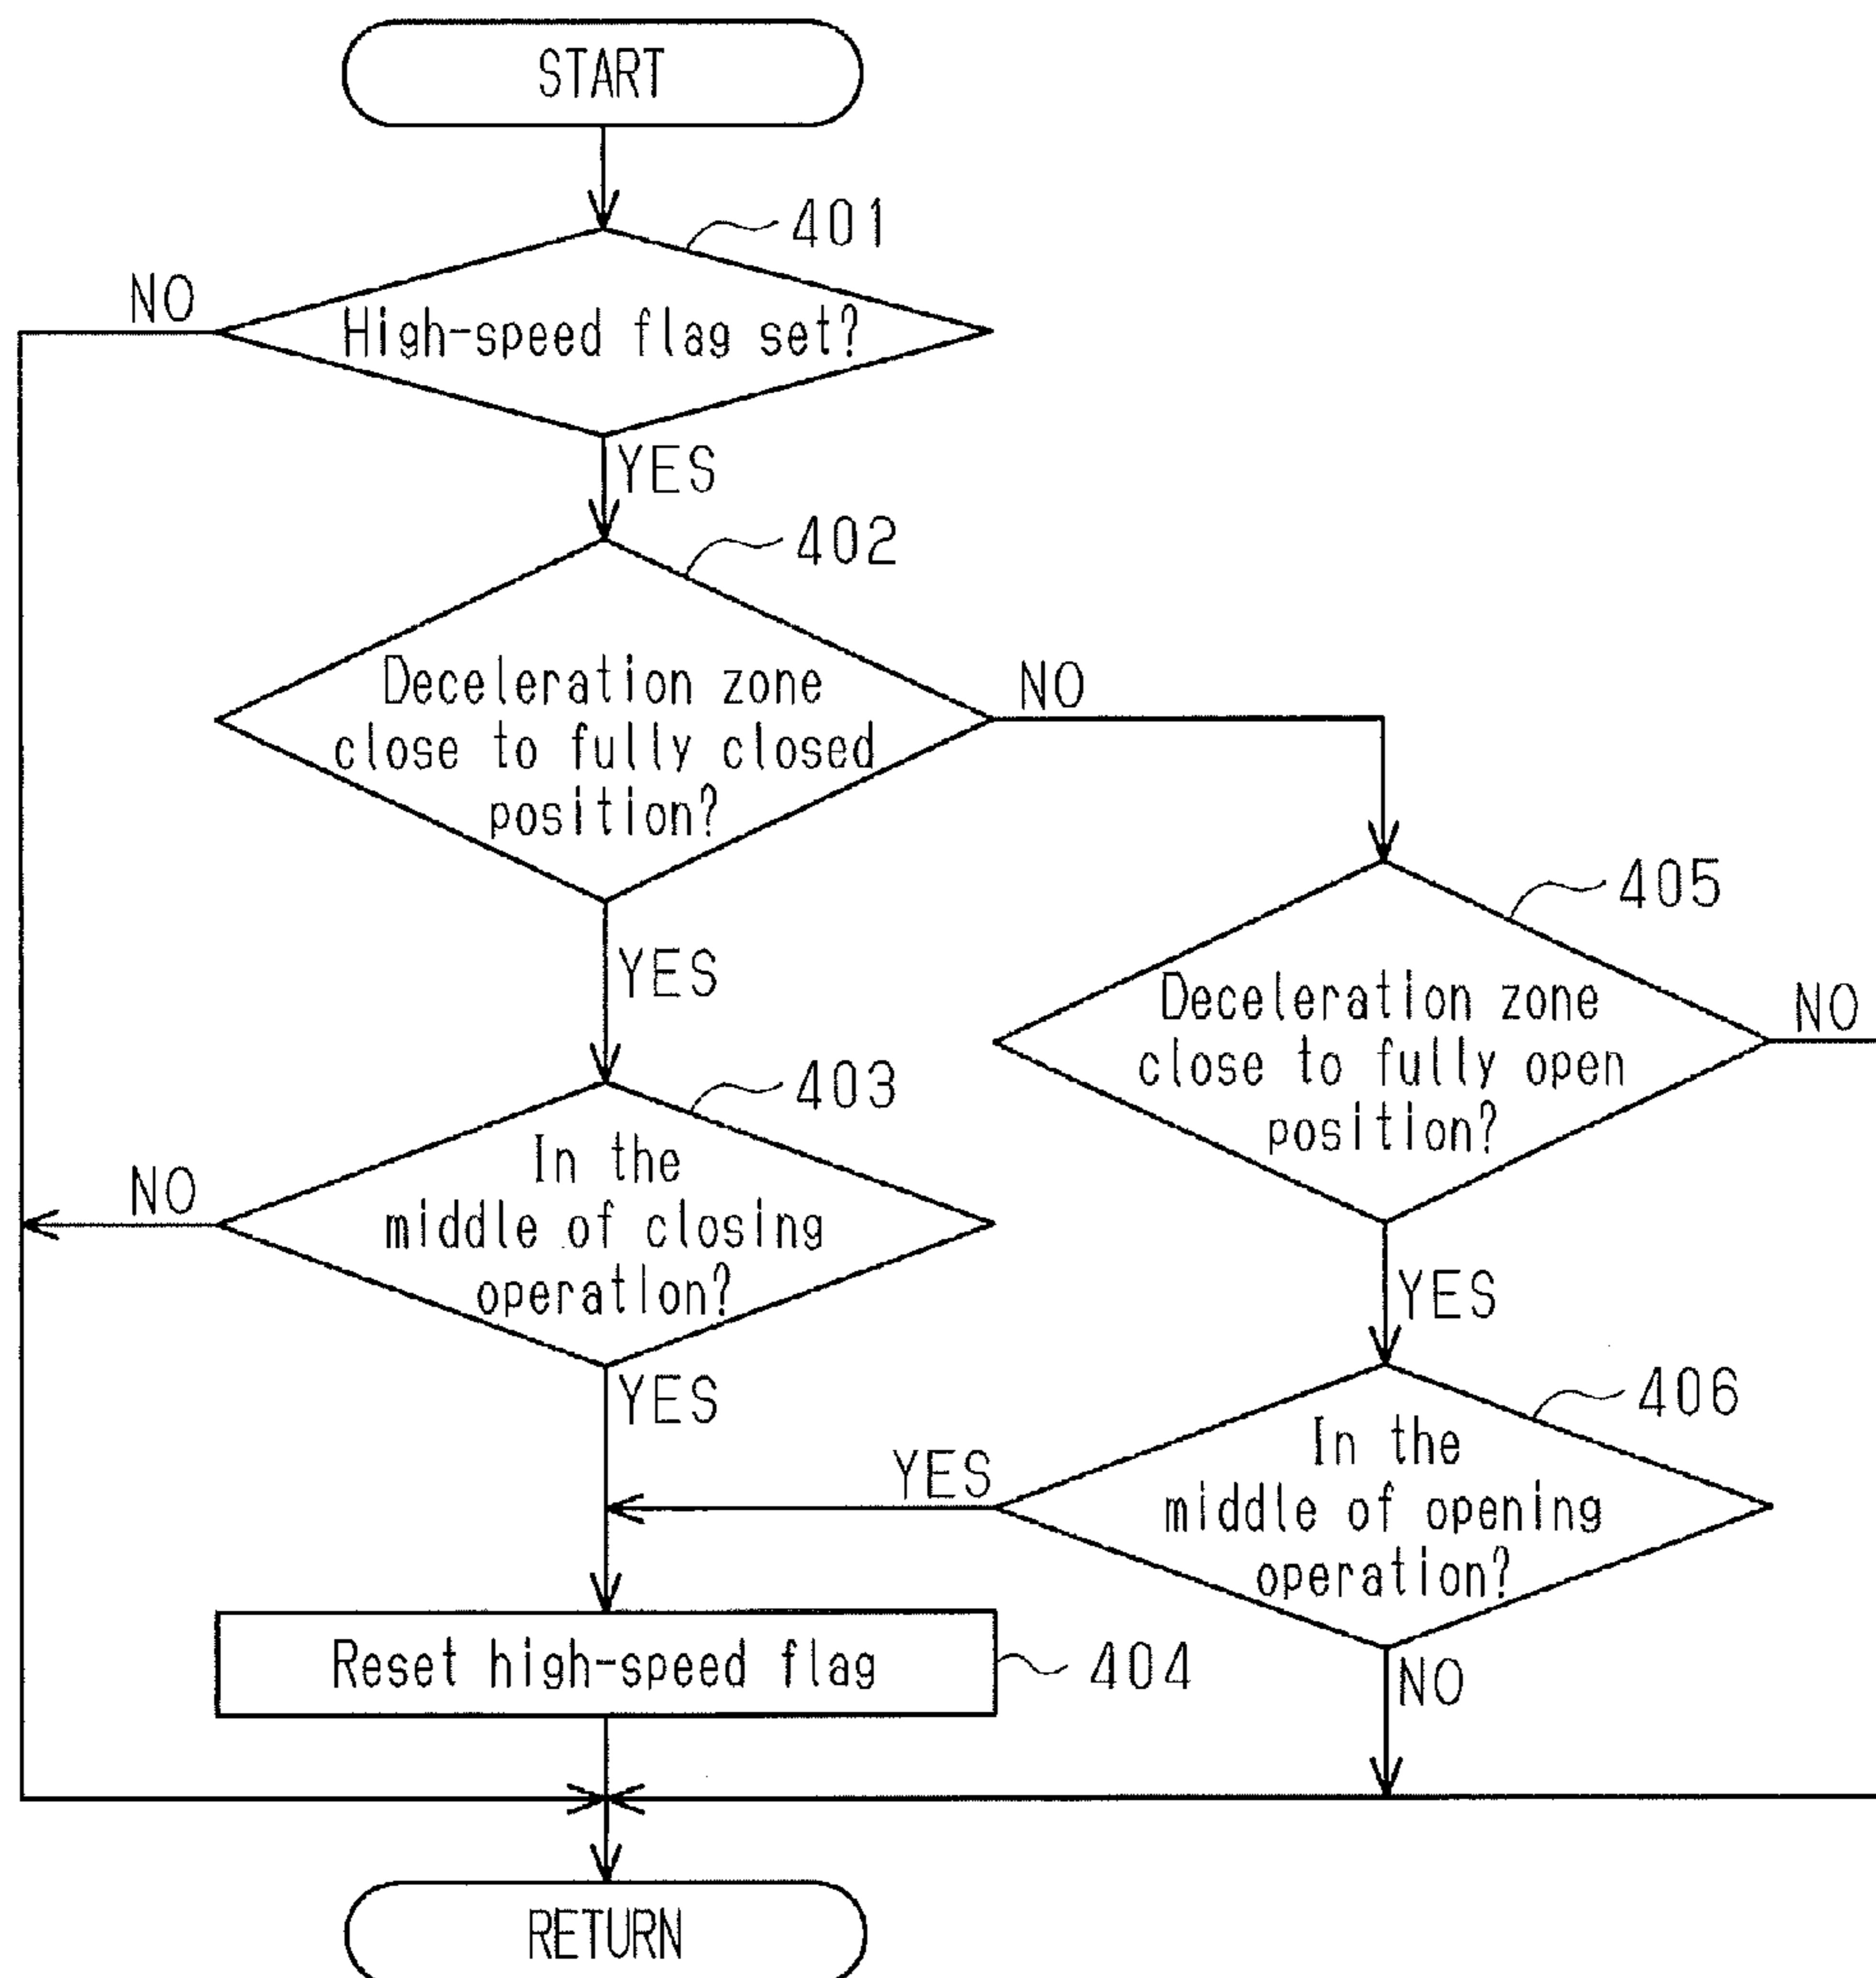 START
401
NO
High-speed flag set?
YES
402
Deceleration zone
close to fully closed
position?
NO
YES
405
Deceleration zone
close to fully open
position?
NO
403
In the
middle of closing
operation?
NO
YES
YES
406
In the
middle of opening
operation?
YES
Reset high-speed flag
404
NO
RETURN